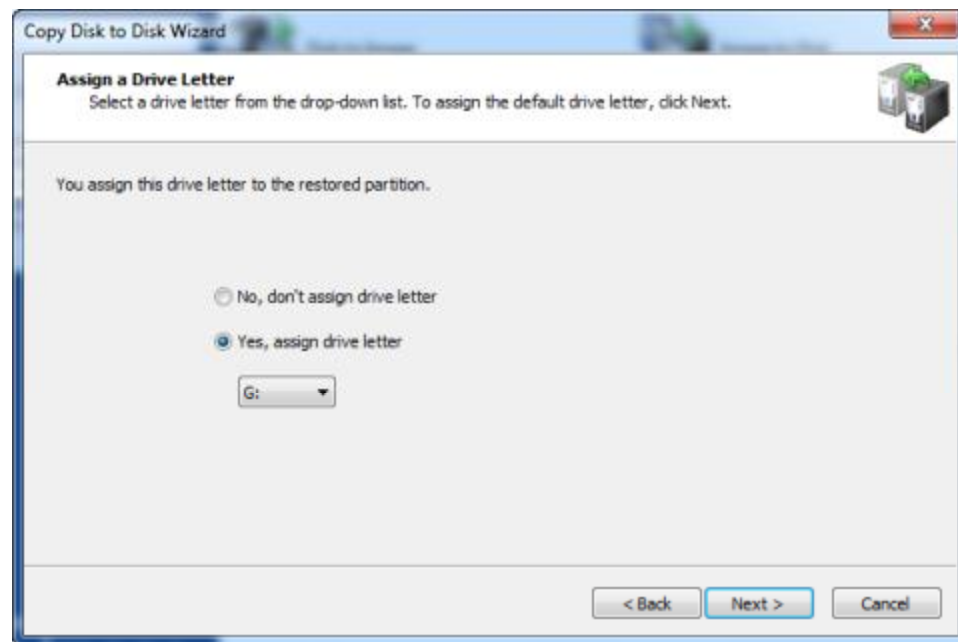 Copy Disk to Disk Wizard
Assign a Drive Letter
Select a drive letter from the drop-down list. To assign the default drive letter, click Next.
You assign this drive letter to the restored partition.
No, don't assign drive letter
Yes, assign drive letter
G:
< Back Next > Cancel